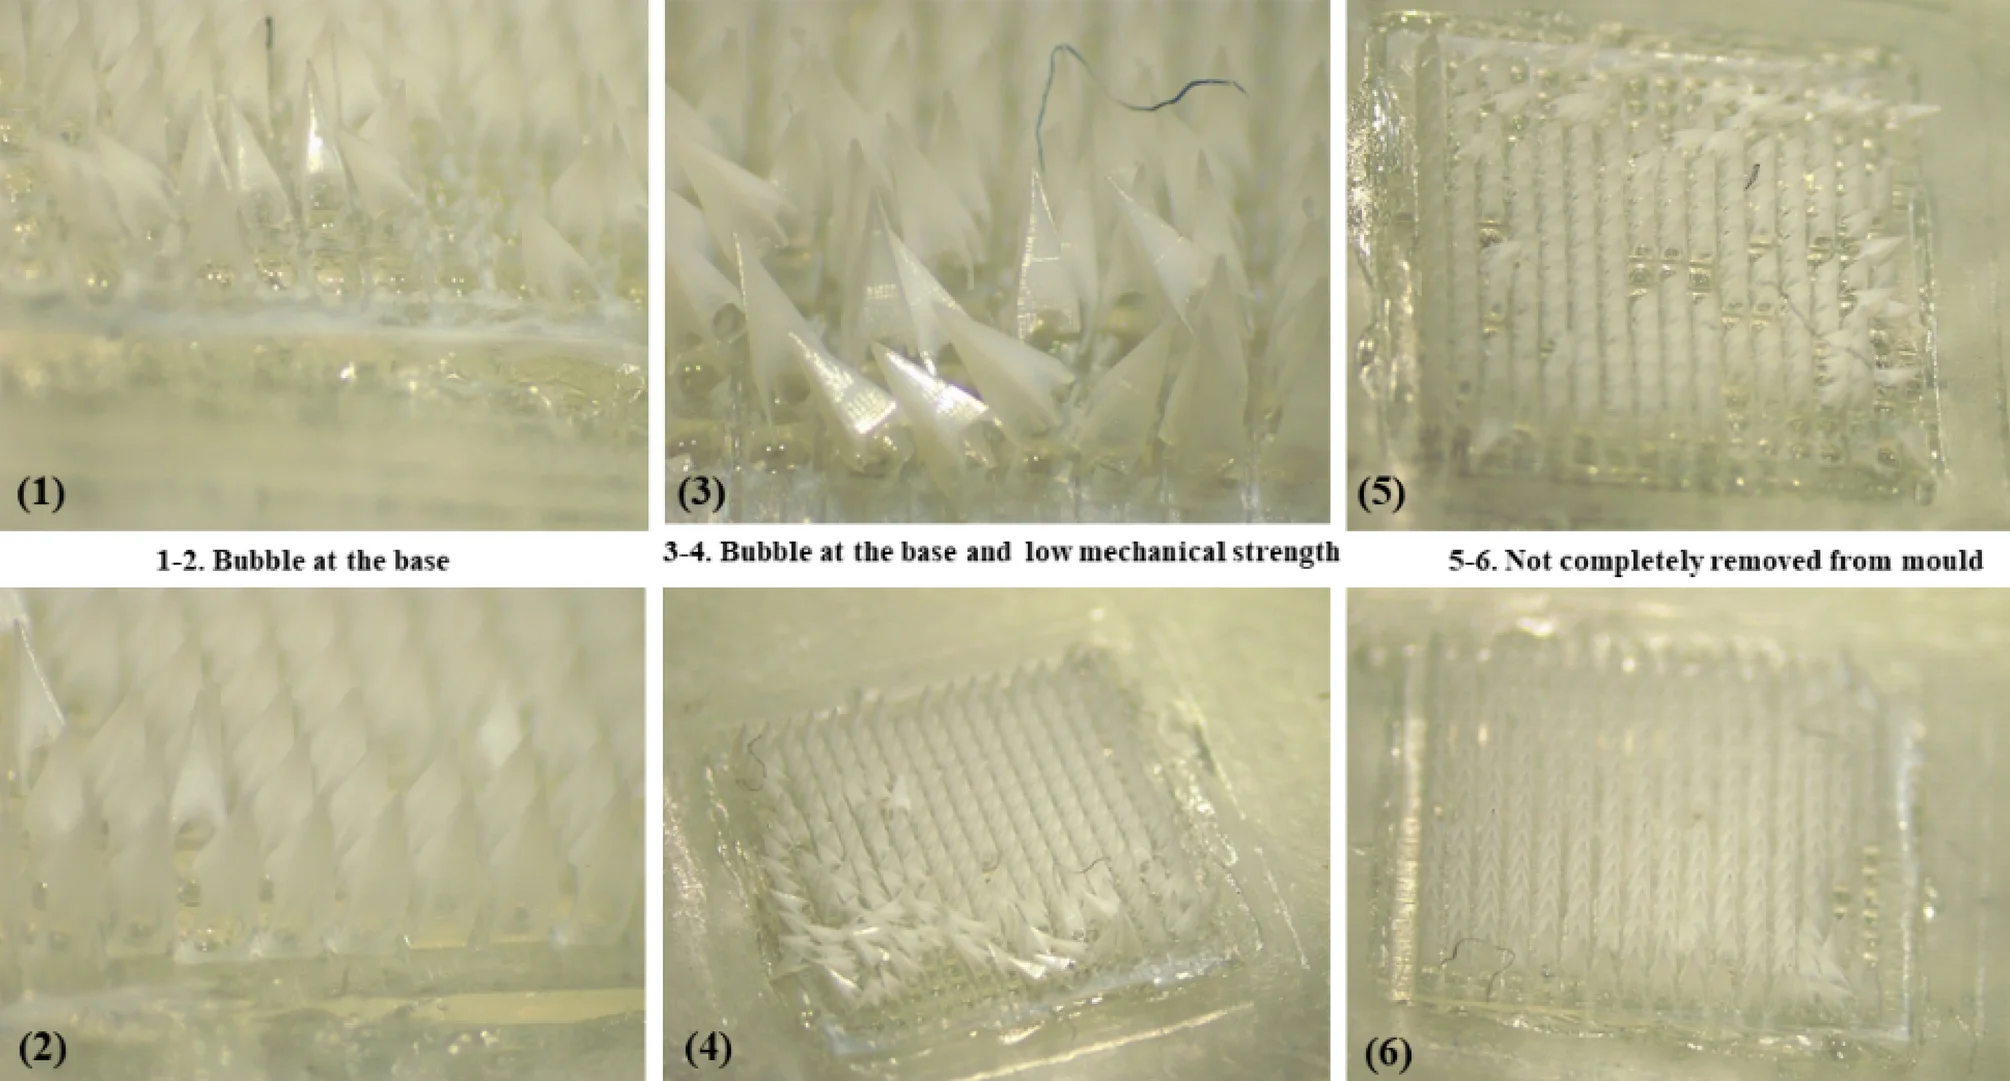 (1)
(3)
(5)
1-2. Bubble at the base
3-4. Bubble at the base and low mechanical strength
5-6. Not completely removed from mould
(2)
(4)
(6)